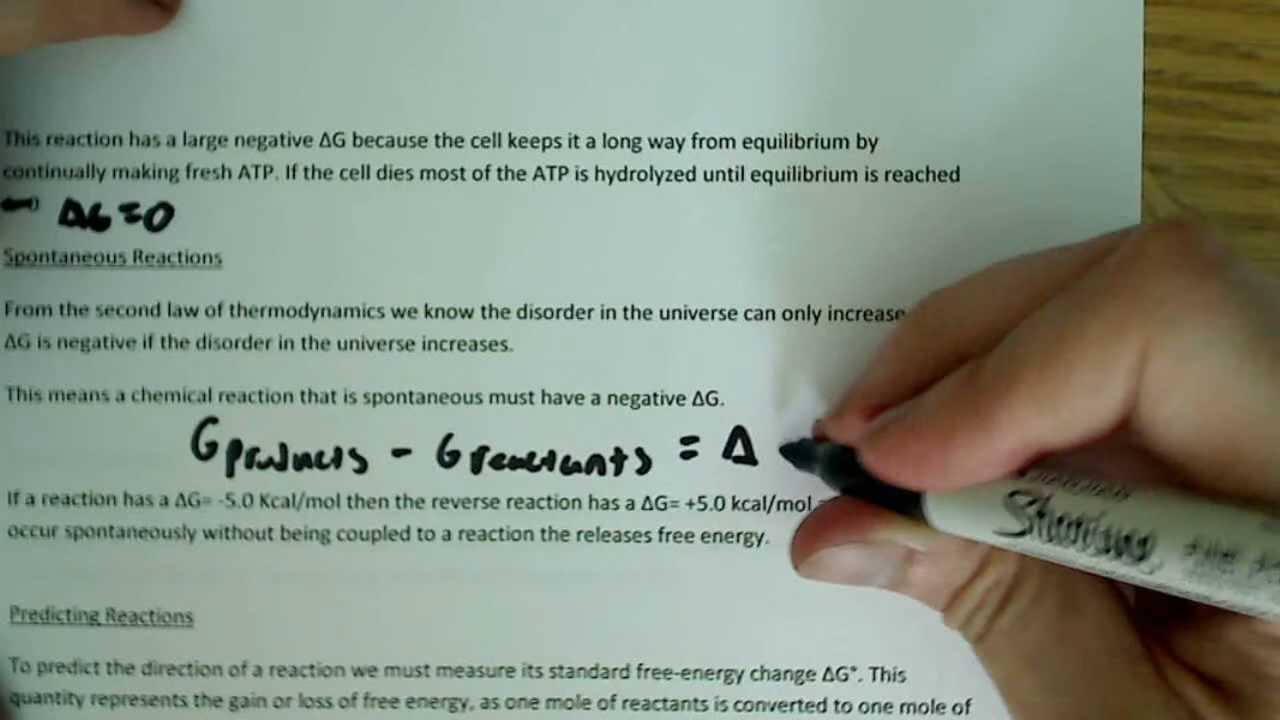 This reaction has a large negative ΔG because the cell keeps it a long way from equilibrium by
continually making fresh ATP. If the cell dies most of the ATP is hydrolyzed until equilibrium is reached
ΔG=0
Spontaneous Reactions
From the second law of thermodynamics we know the disorder in the universe can only increase
ΔG is negative if the disorder in the universe increases.
This means a chemical reaction that is spontaneous must have a negative ΔG.
Gproducts - Greactants = Δ
If a reaction has a ΔG= -5.0 Kcal/mol then the reverse reaction has a ΔG= +5.0 kcal/mol
occur spontaneously without being coupled to a reaction the releases free energy.
Predicting Reactions
To predict the direction of a reaction we must measure its standard free-energy change ΔG°. This
quantity represents the gain or loss of free energy, as one mole of reactants is converted to one mole of